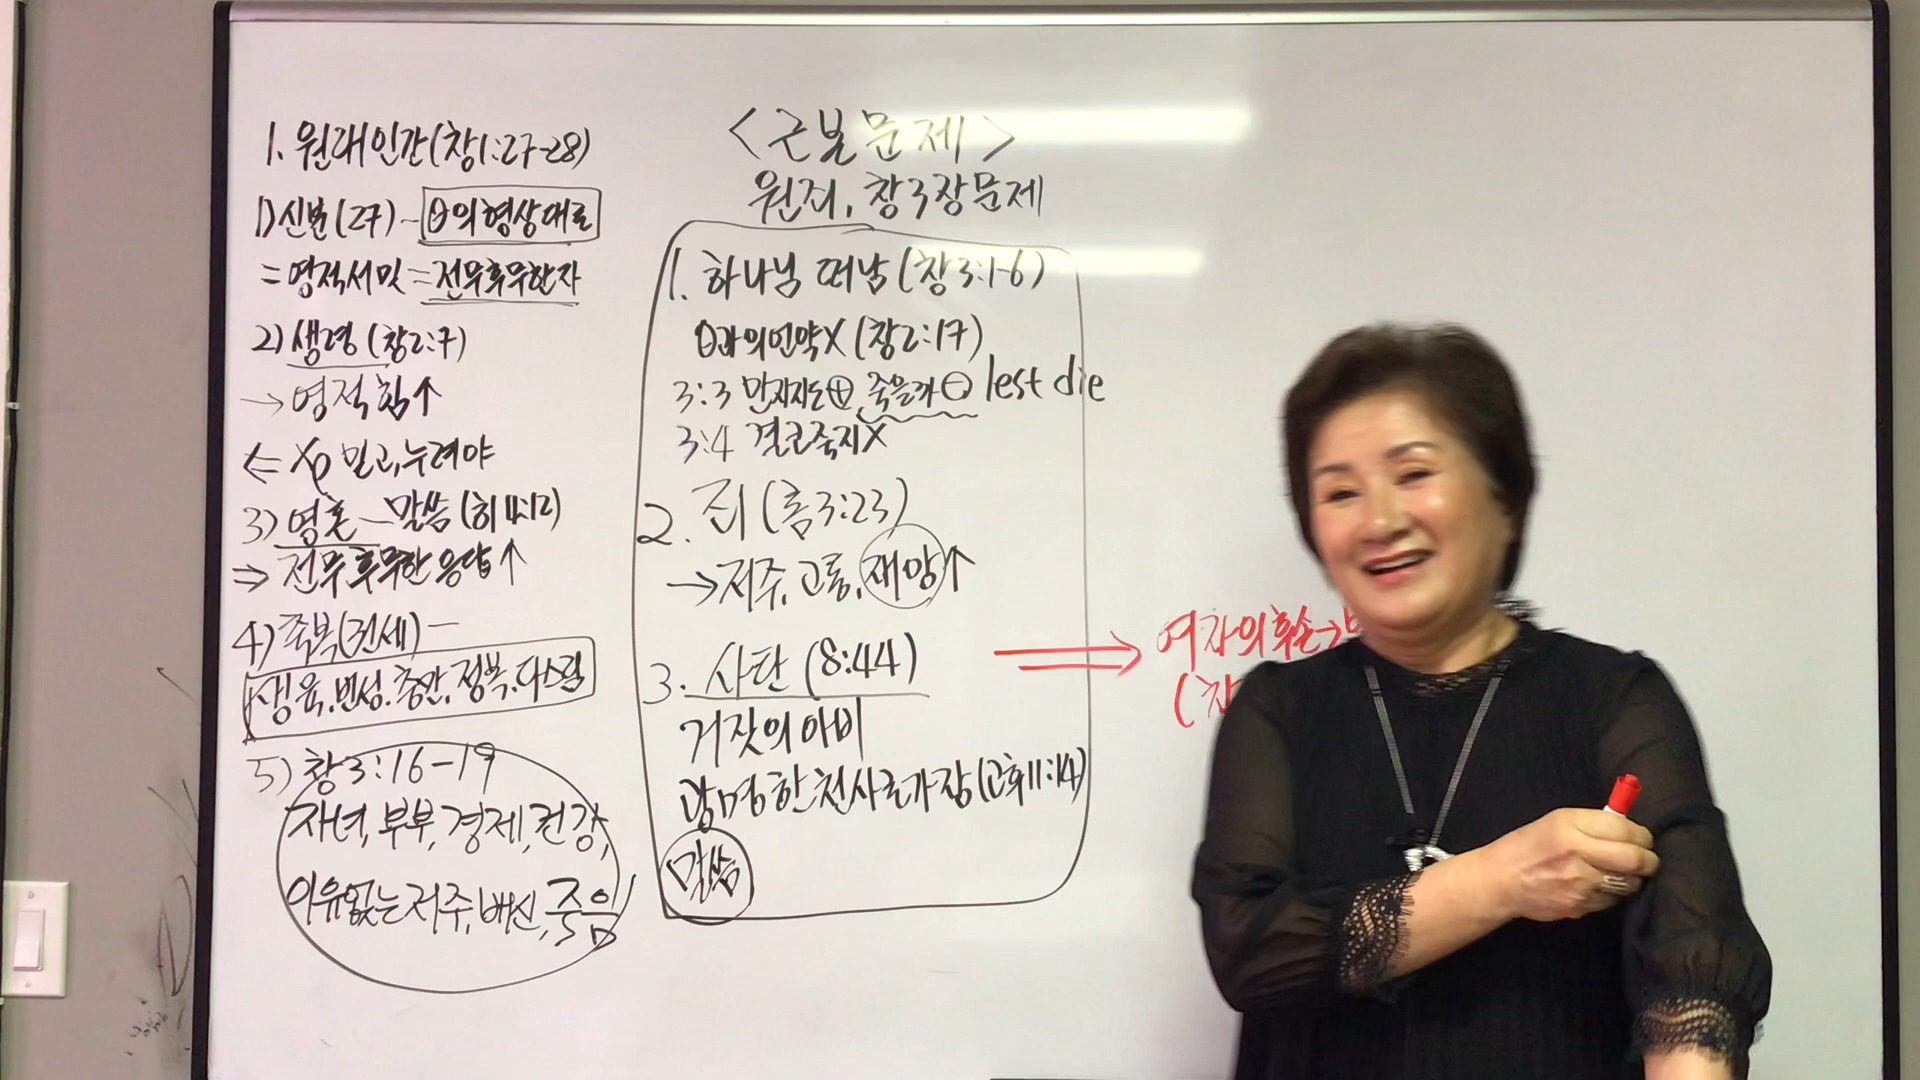 1. 원래인간(창1:27-28)
1) 신분(27) - θ의형상대로
= 영적서밋 = 전무후무한자
2) 생령 (창2:7)
→ 영적힘↑
⇐ 믿고, 누려야
3) 영혼 - 말씀 (히4:12)
⇒ 전무후무한 응답↑
4) 축복(권세) -
생육, 번성, 충만, 정복, 다스림
5) 창3:16-19
자녀, 부부, 경제, 건강,
이유없는 저주, 배신, 죽음
<근본문제>
원죄, 창3장문제
1. 하나님 떠남 (창3:1-6)
θ과의언약X (창2:17)
3:3 만지지도⊕ 죽을까⊖ lest die
3:4 결코죽지X
2. 죄 (롬3:23)
→ 저주, 고통, 재앙↑
3. 사탄 (8:44)
거짓의아비
광명한천사로가장(고후11:14)
말씀
⇒ 여자의후손→
(창